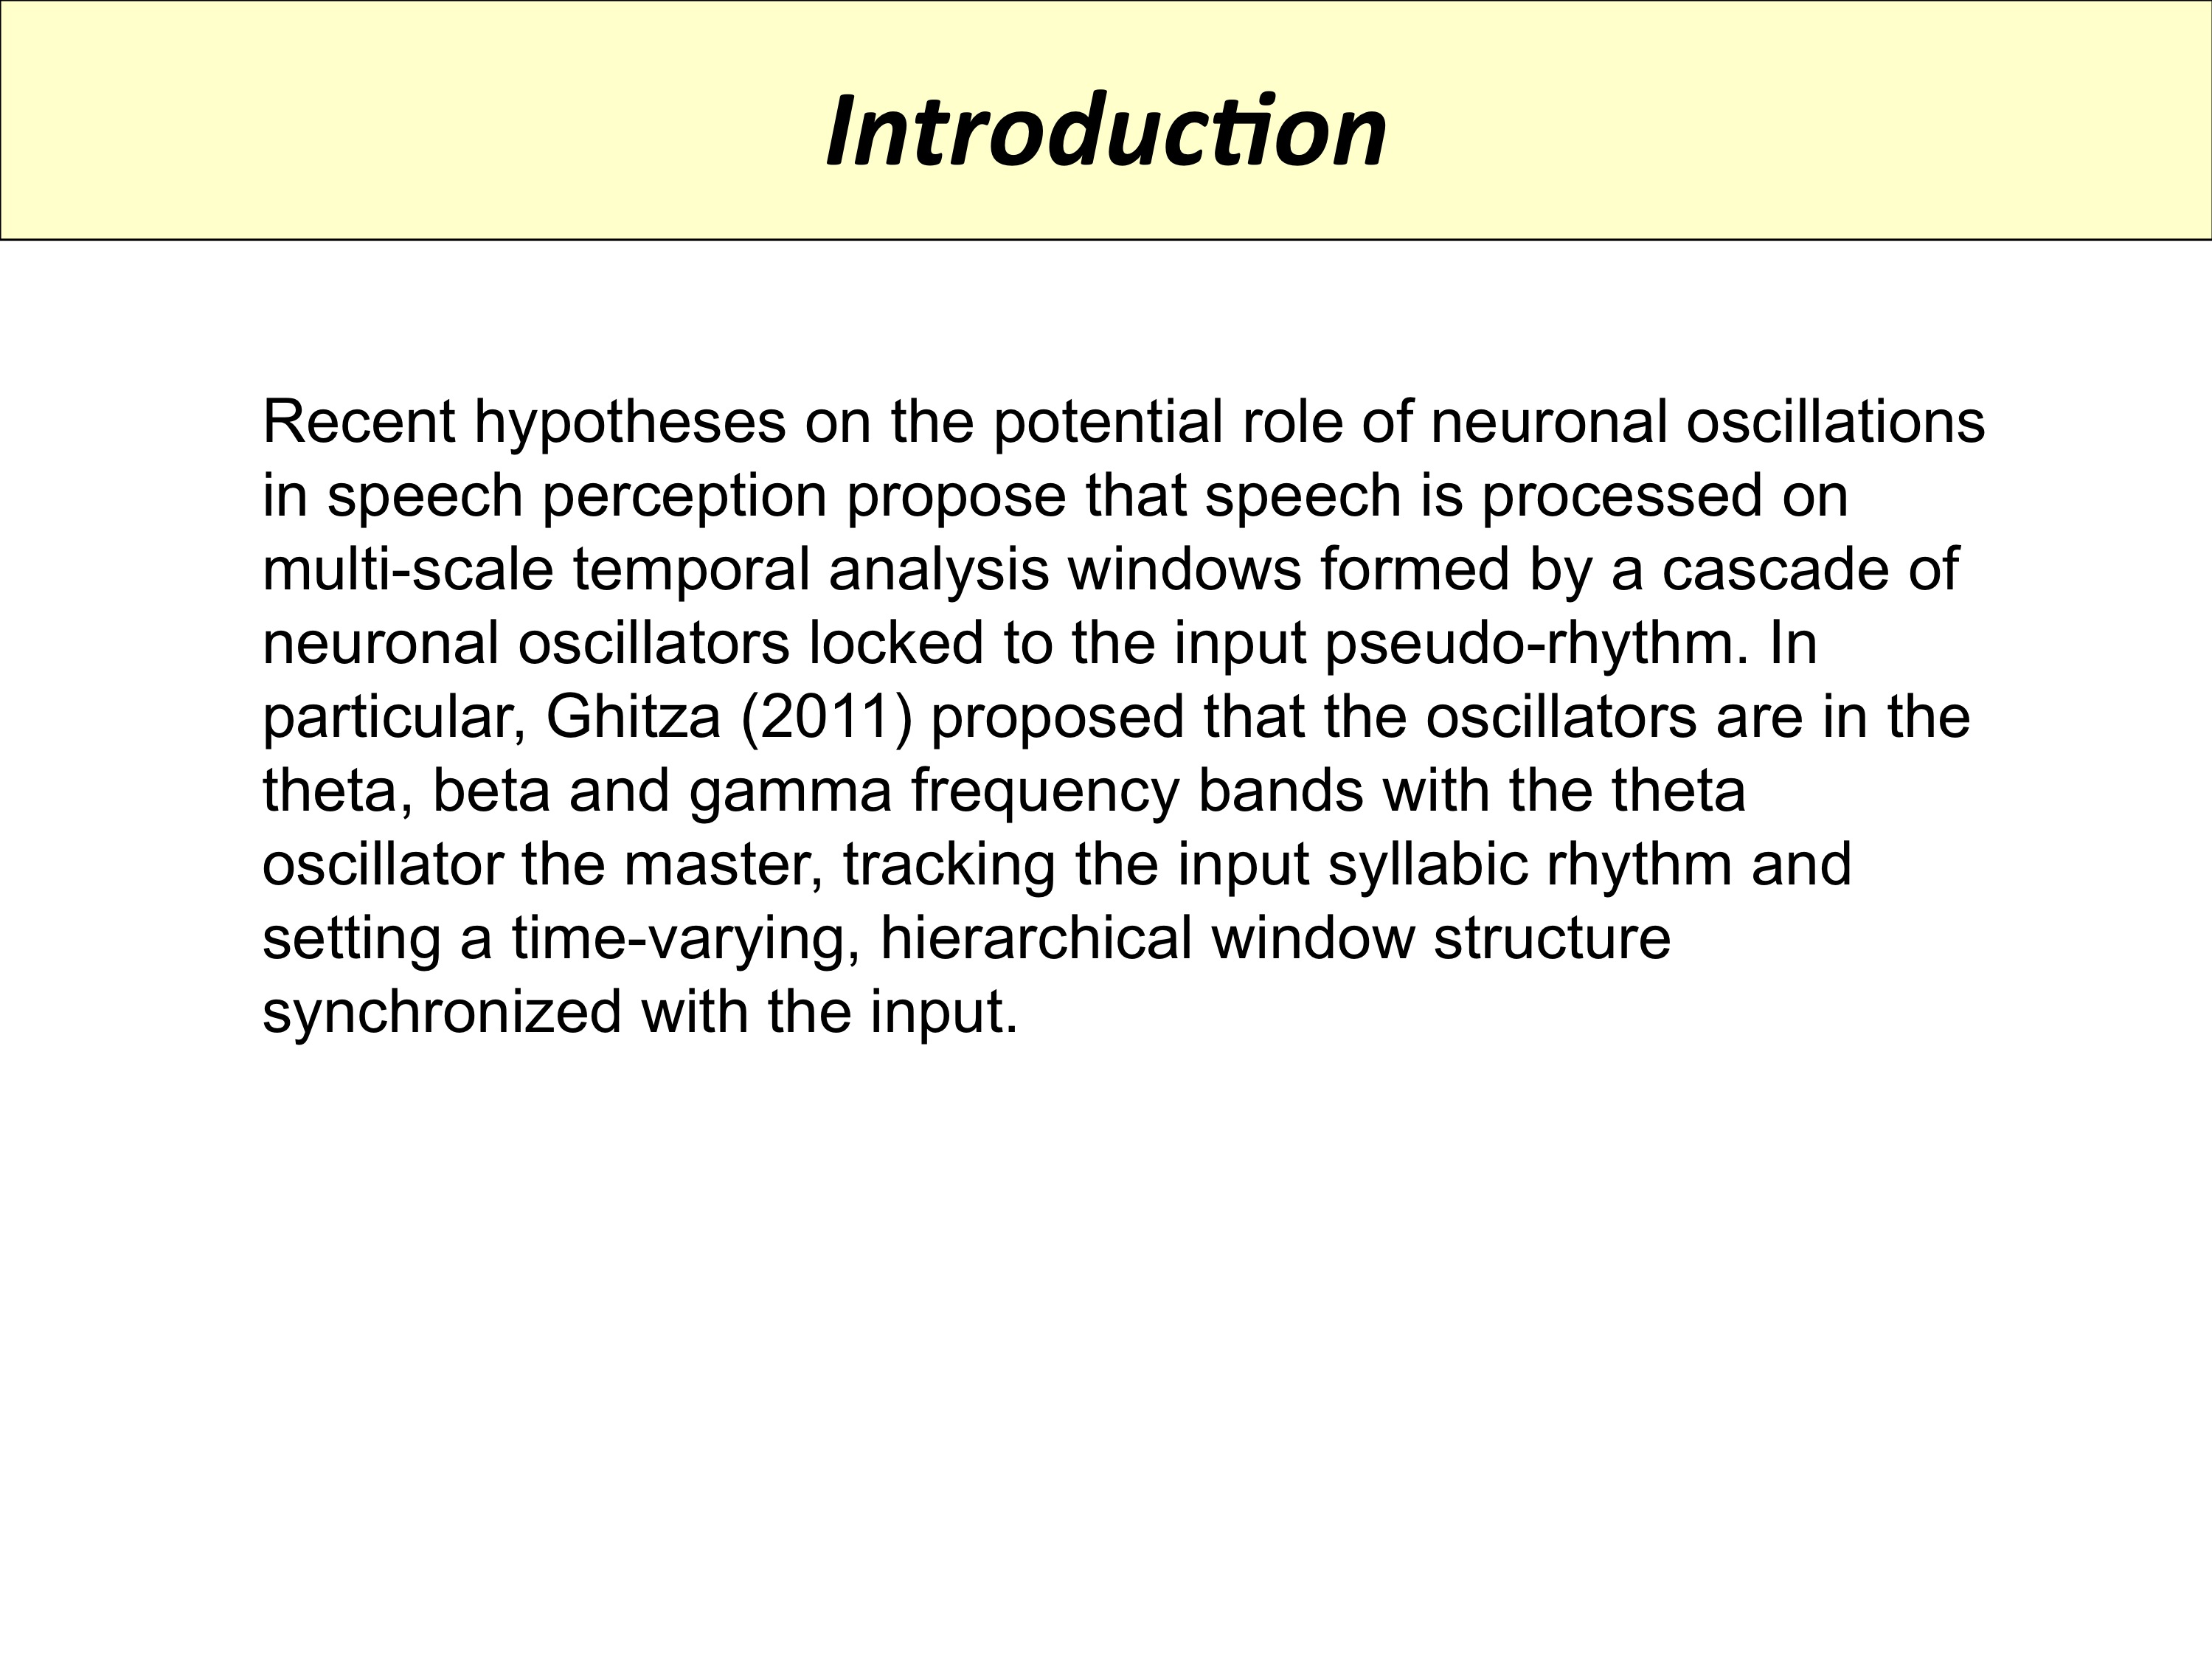 Introduction
Recent hypotheses on the potential role of neuronal oscillations
in speech perception propose that speech is processed on
multi-scale temporal analysis windows formed by a cascade of
neuronal oscillators locked to the input pseudo-rhythm. In
particular, Ghitza (2011) proposed that the oscillators are in the
theta, beta and gamma frequency bands with the theta
oscillator the master, tracking the input syllabic rhythm and
setting a time-varying, hierarchical window structure
synchronized with the input.